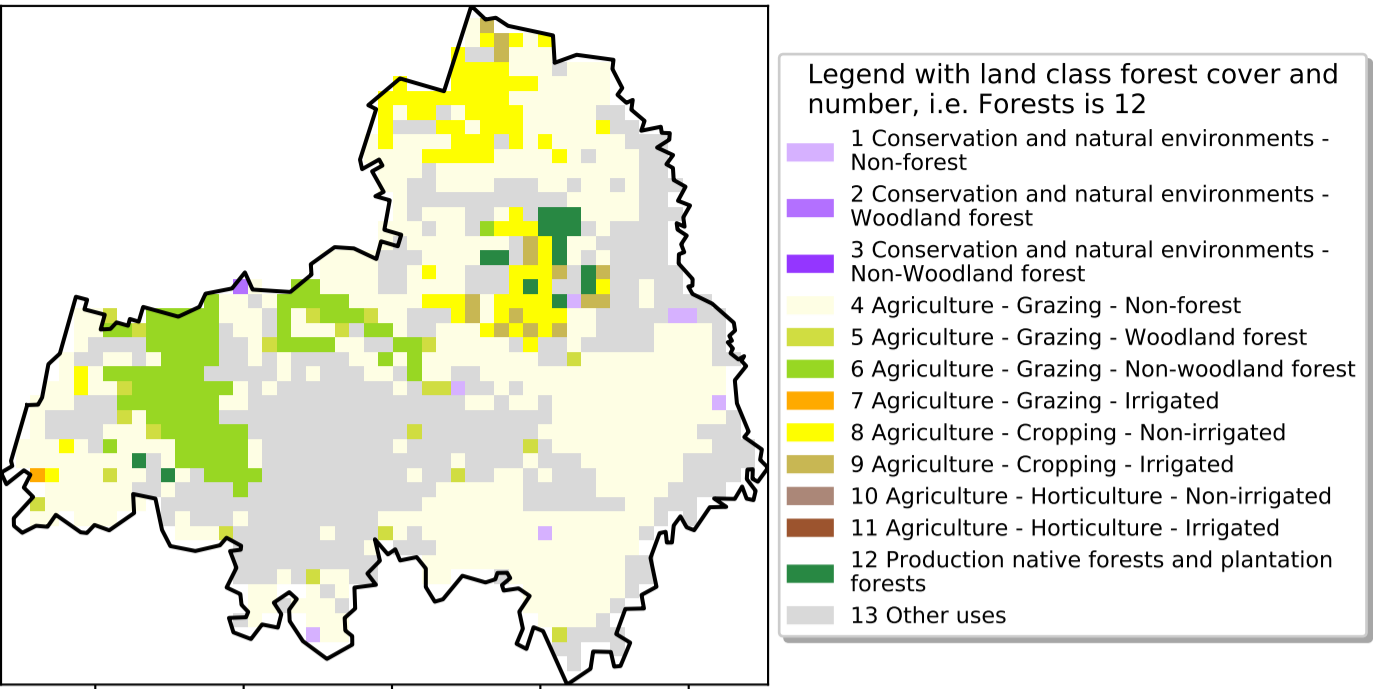 Legend with land class forest cover and
number, i.e. Forests is 12
1 Conservation and natural environments -
Non-forest
2 Conservation and natural environments -
Woodland forest
3 Conservation and natural environments -
Non-Woodland forest
4 Agriculture - Grazing - Non-forest
5 Agriculture - Grazing - Woodland forest
6 Agriculture - Grazing - Non-woodland forest
7 Agriculture - Grazing - Irrigated
8 Agriculture - Cropping - Non-irrigated
9 Agriculture - Cropping - Irrigated
10 Agriculture - Horticulture - Non-irrigated
11 Agriculture - Horticulture - Irrigated
12 Production native forests and plantation
forests
13 Other uses